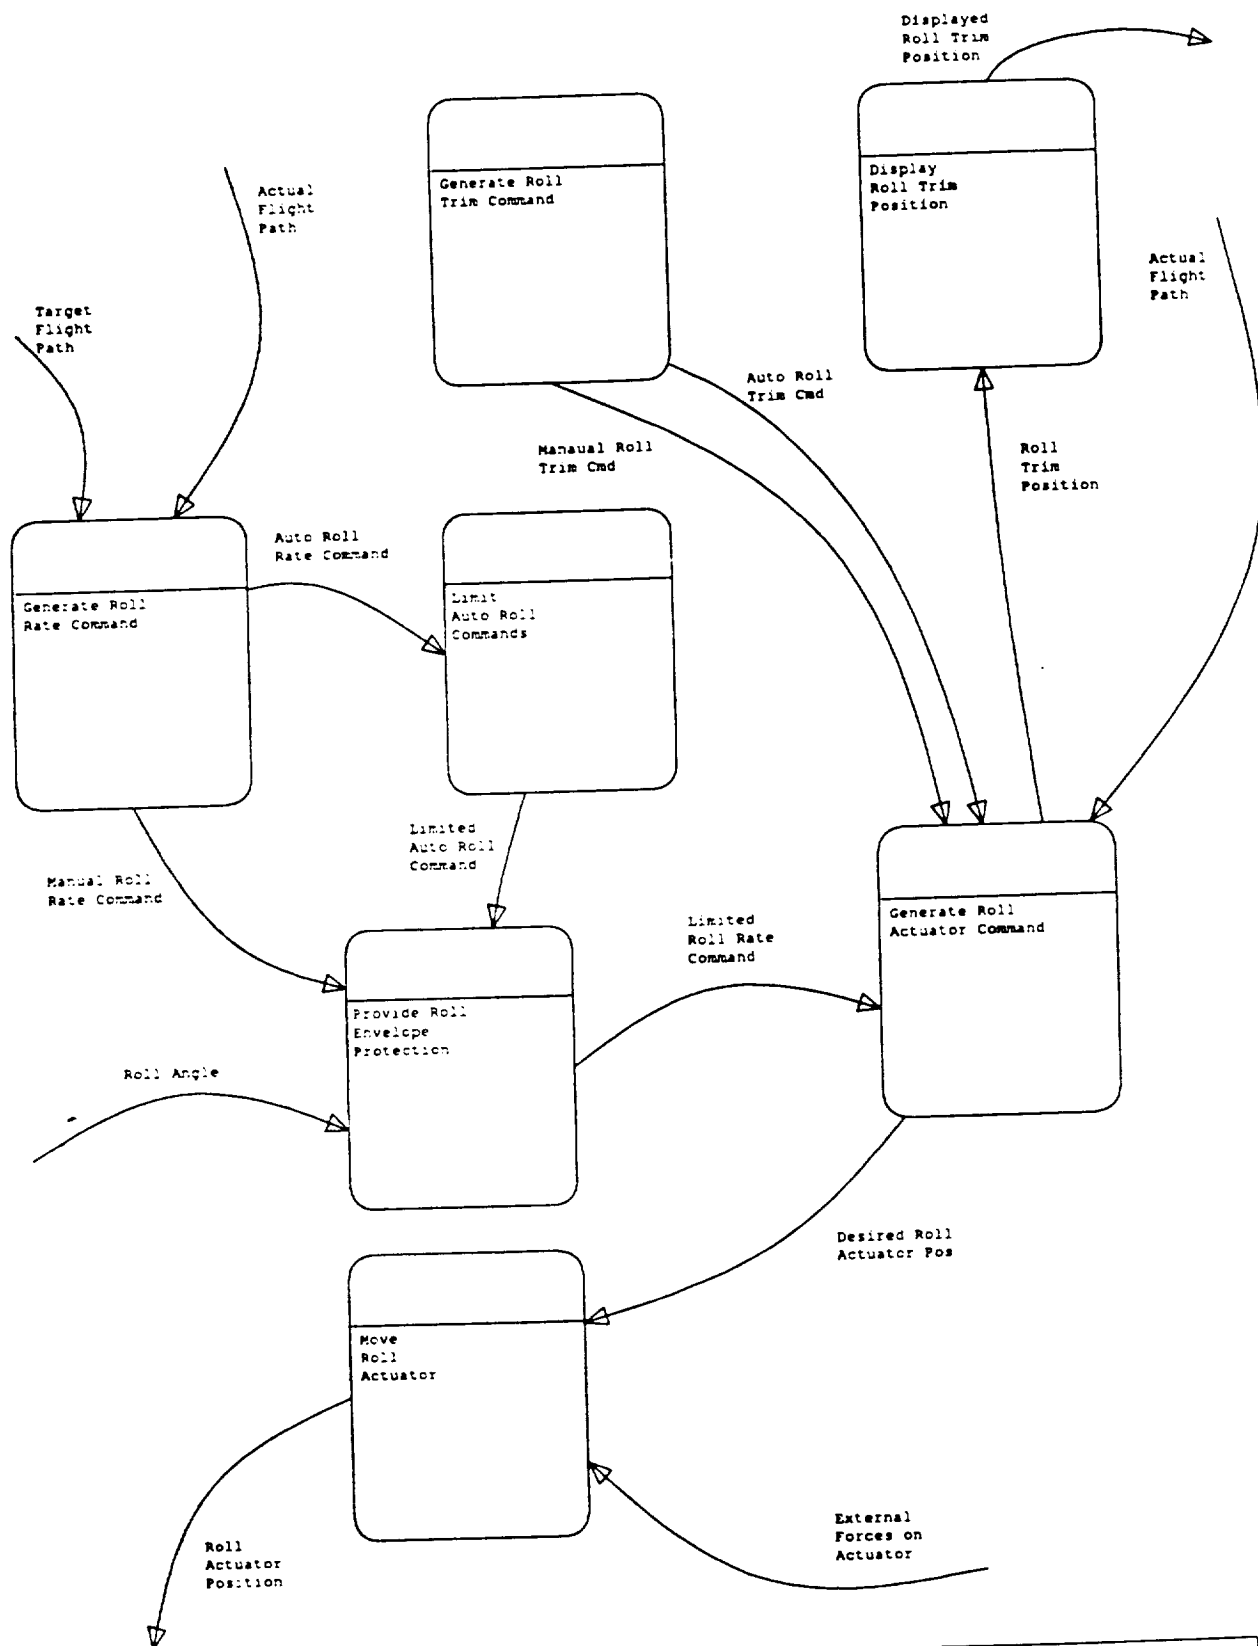 Displayed
Roll Trim
Position
Generate Roll
Trim Command
Display
Roll Trim
Position
Actual
Flight
Path
Actual
Flight
Path
Target
Flight
Path
Auto Roll
Trim Cmd
Manaual Roll
Trim Cmd
Roll
Trim
Position
Auto Roll
Rate Command
Generate Roll
Rate Command
Limit
Auto Roll
Commands
Limited
Auto Roll
Command
Manual Roll
Rate Command
Limited
Roll Rate
Command
Generate Roll
Actuator Command
Provide Roll
Envelope
Protection
Roll Angle
Desired Roll
Actuator Pos
Move
Roll
Actuator
External
Forces on
Actuator
Roll
Actuator
Position